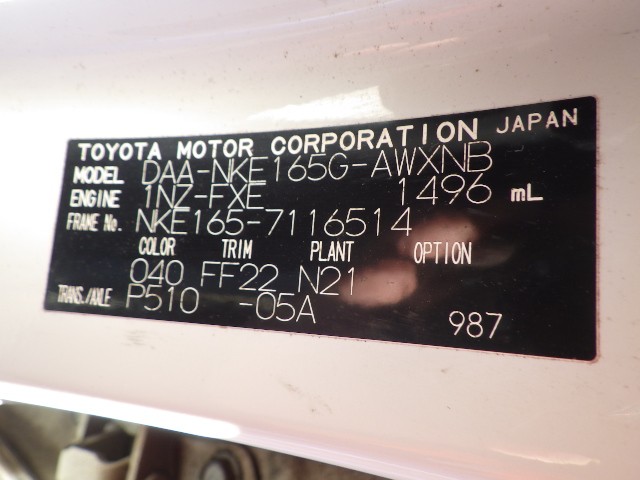 TOYOTA MOTOR CORPORATION JAPAN
MODEL DAA-NKE165G-AWXNB
ENGINE 1NZ-FXE 1496 mL
FRAME No. NKE165-7116514
COLOR TRIM PLANT OPTION
040 FF22 N21
TRANS./AXLE P510 -05A
987